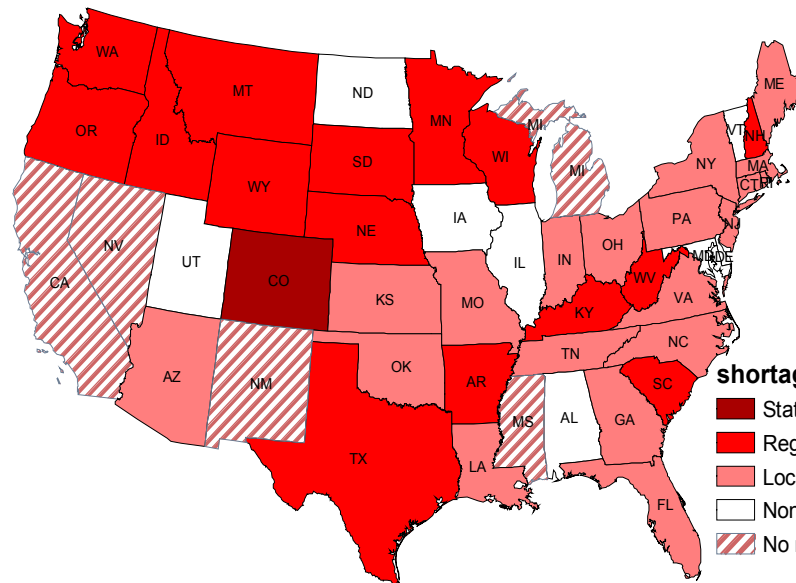 WA
MT
ND
MN
ME
OR
ID
SD
WI
MI
MI
VT
NH
NY
MA
CT
RI
WY
NE
IA
PA
NJ
NV
UT
CO
IL
IN
OH
MD
DE
CA
KS
MO
WV
VA
KY
AZ
NM
OK
AR
TN
NC
SC
MS
AL
GA
TX
LA
FL
shortag
Stat
Reg
Loc
Non
No r